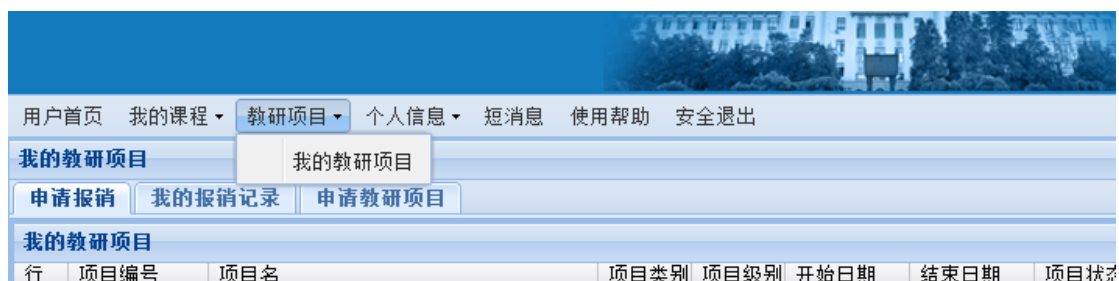 用户首页 我的课程 教研项目 个人信息 短消息 使用帮助 安全退出
我的教研项目
我的教研项目
申请报销 我的报销记录 申请教研项目
我的教研项目
行 项目编号 项目名 项目类别 项目级别 开始日期 结束日期 项目状态